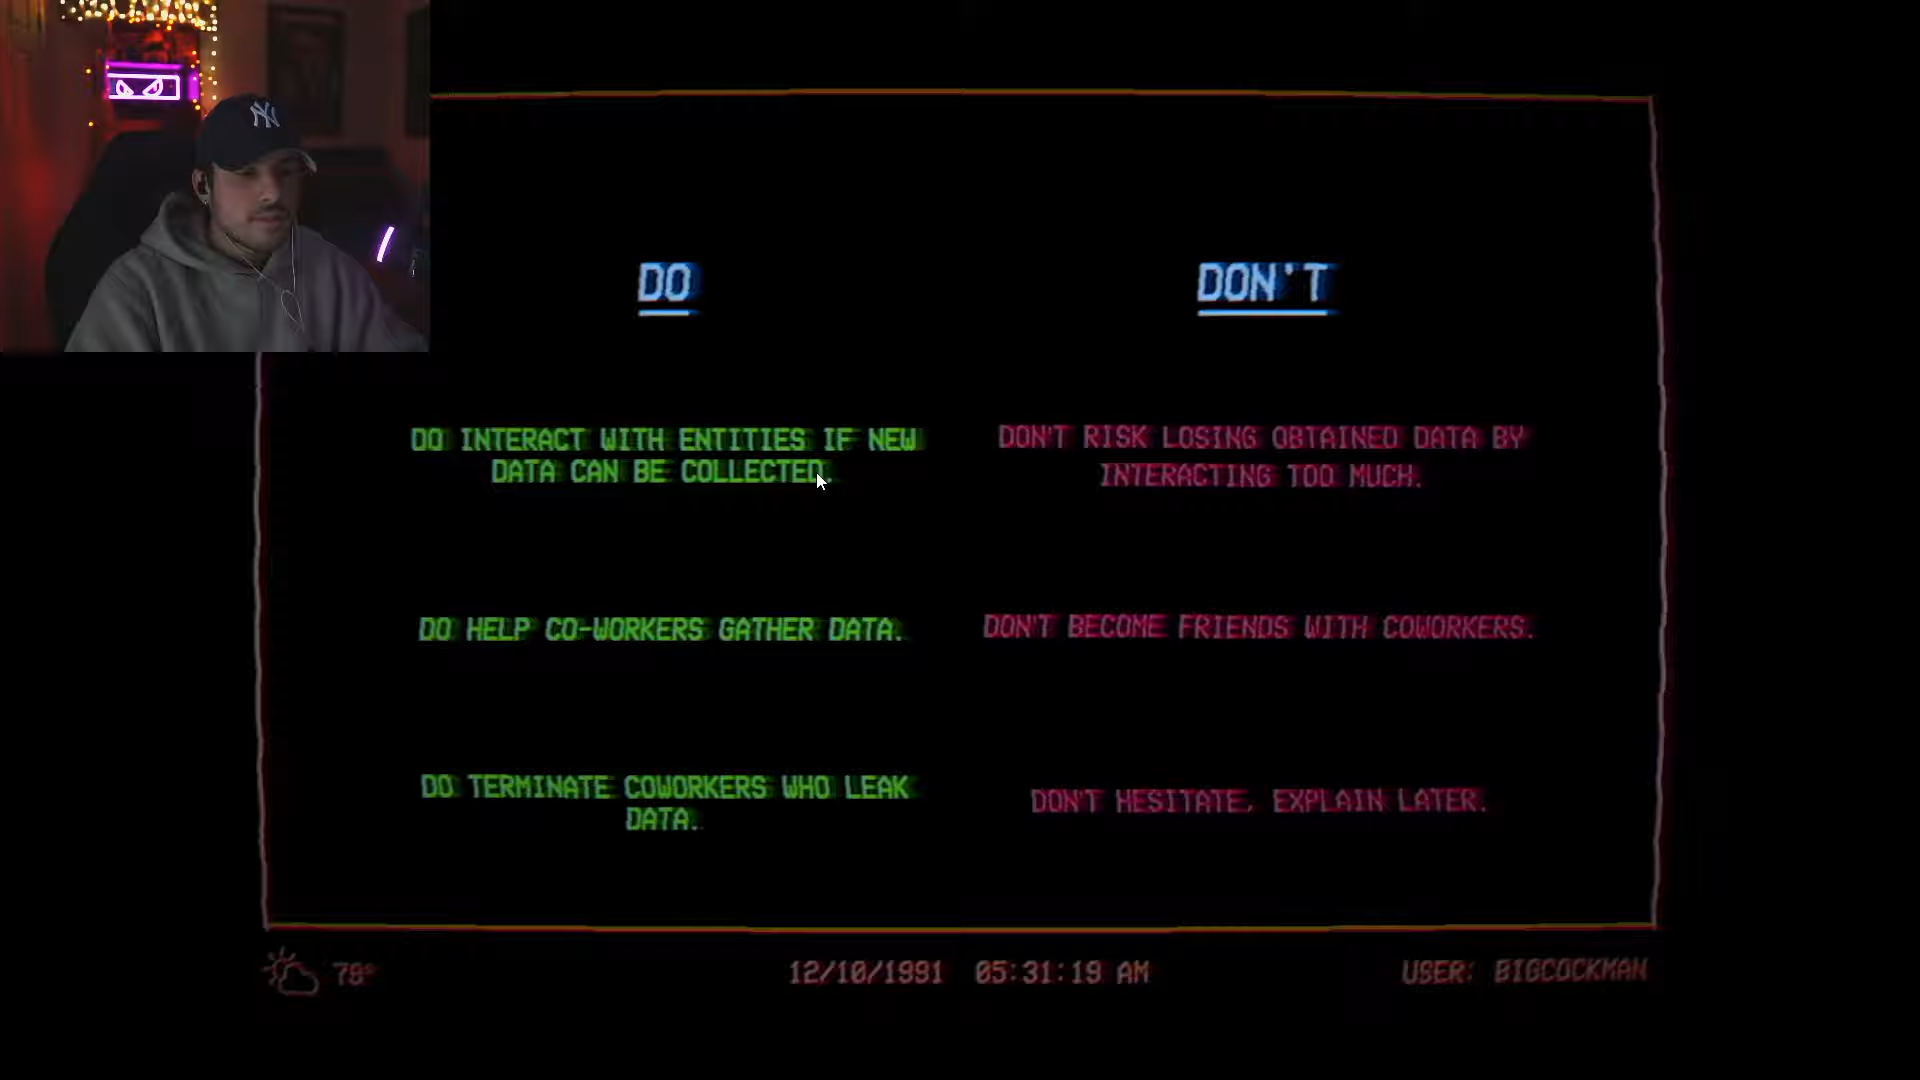 NY
DO
DON'T
DO INTERACT WITH ENTITIES IF NEW
DATA CAN BE COLLECTED.
DON'T RISK LOSING OBTAINED DATA BY
INTERACTING TOO MUCH.
DO HELP CO-WORKERS GATHER DATA.
DON'T BECOME FRIENDS WITH COWORKERS.
DO TERMINATE COWORKERS WHO LEAK
DATA.
DON'T HESITATE, EXPLAIN LATER.
78°
12/10/1991 05:31:19 AM
USER: BIGCOCKMAN